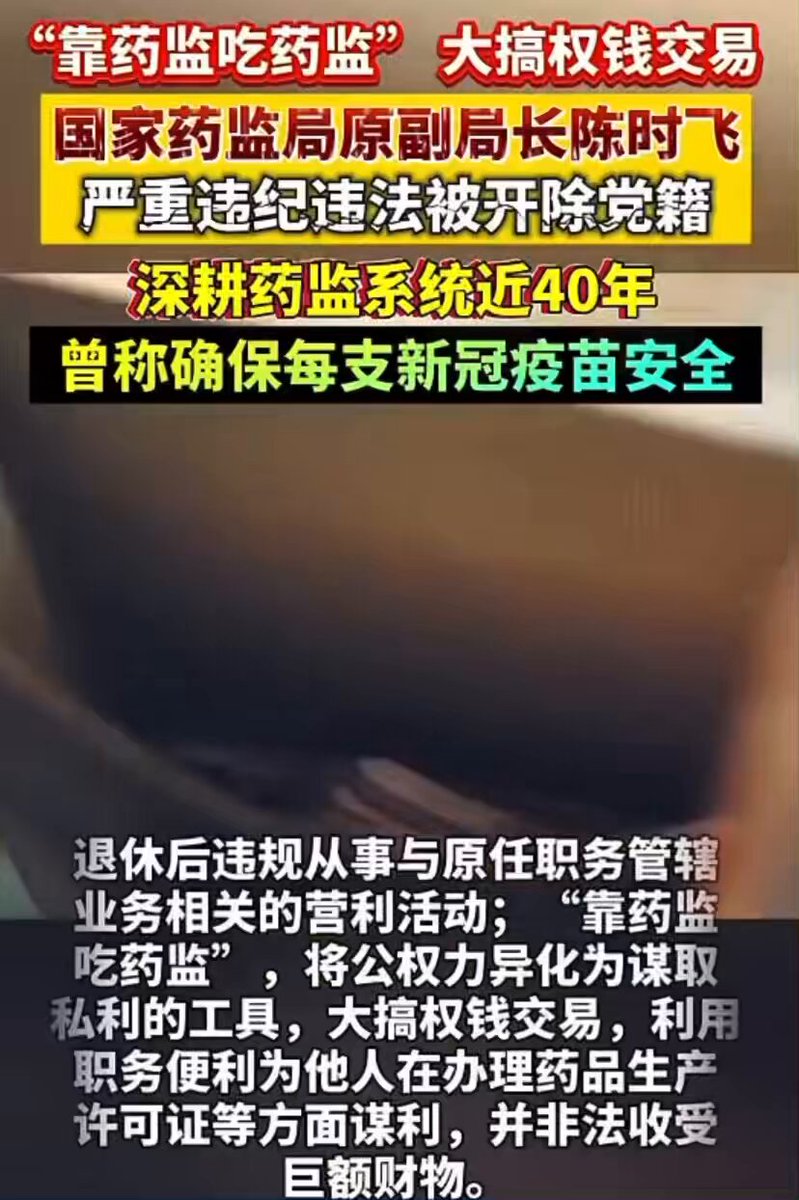 “靠药监吃药监” 大搞权钱交易
国家药监局原副局长陈时飞
严重违纪违法被开除党籍
深耕药监系统近40年
曾称确保每支新冠疫苗安全
退休后违规从事与原任职务管辖
业务相关的营利活动；“靠药监
吃药监”，将公权力异化为谋取
私利的工具，大搞权钱交易，利用
职务便利为他人在办理药品生产
许可证等方面谋利，并非法收受
巨额财物。